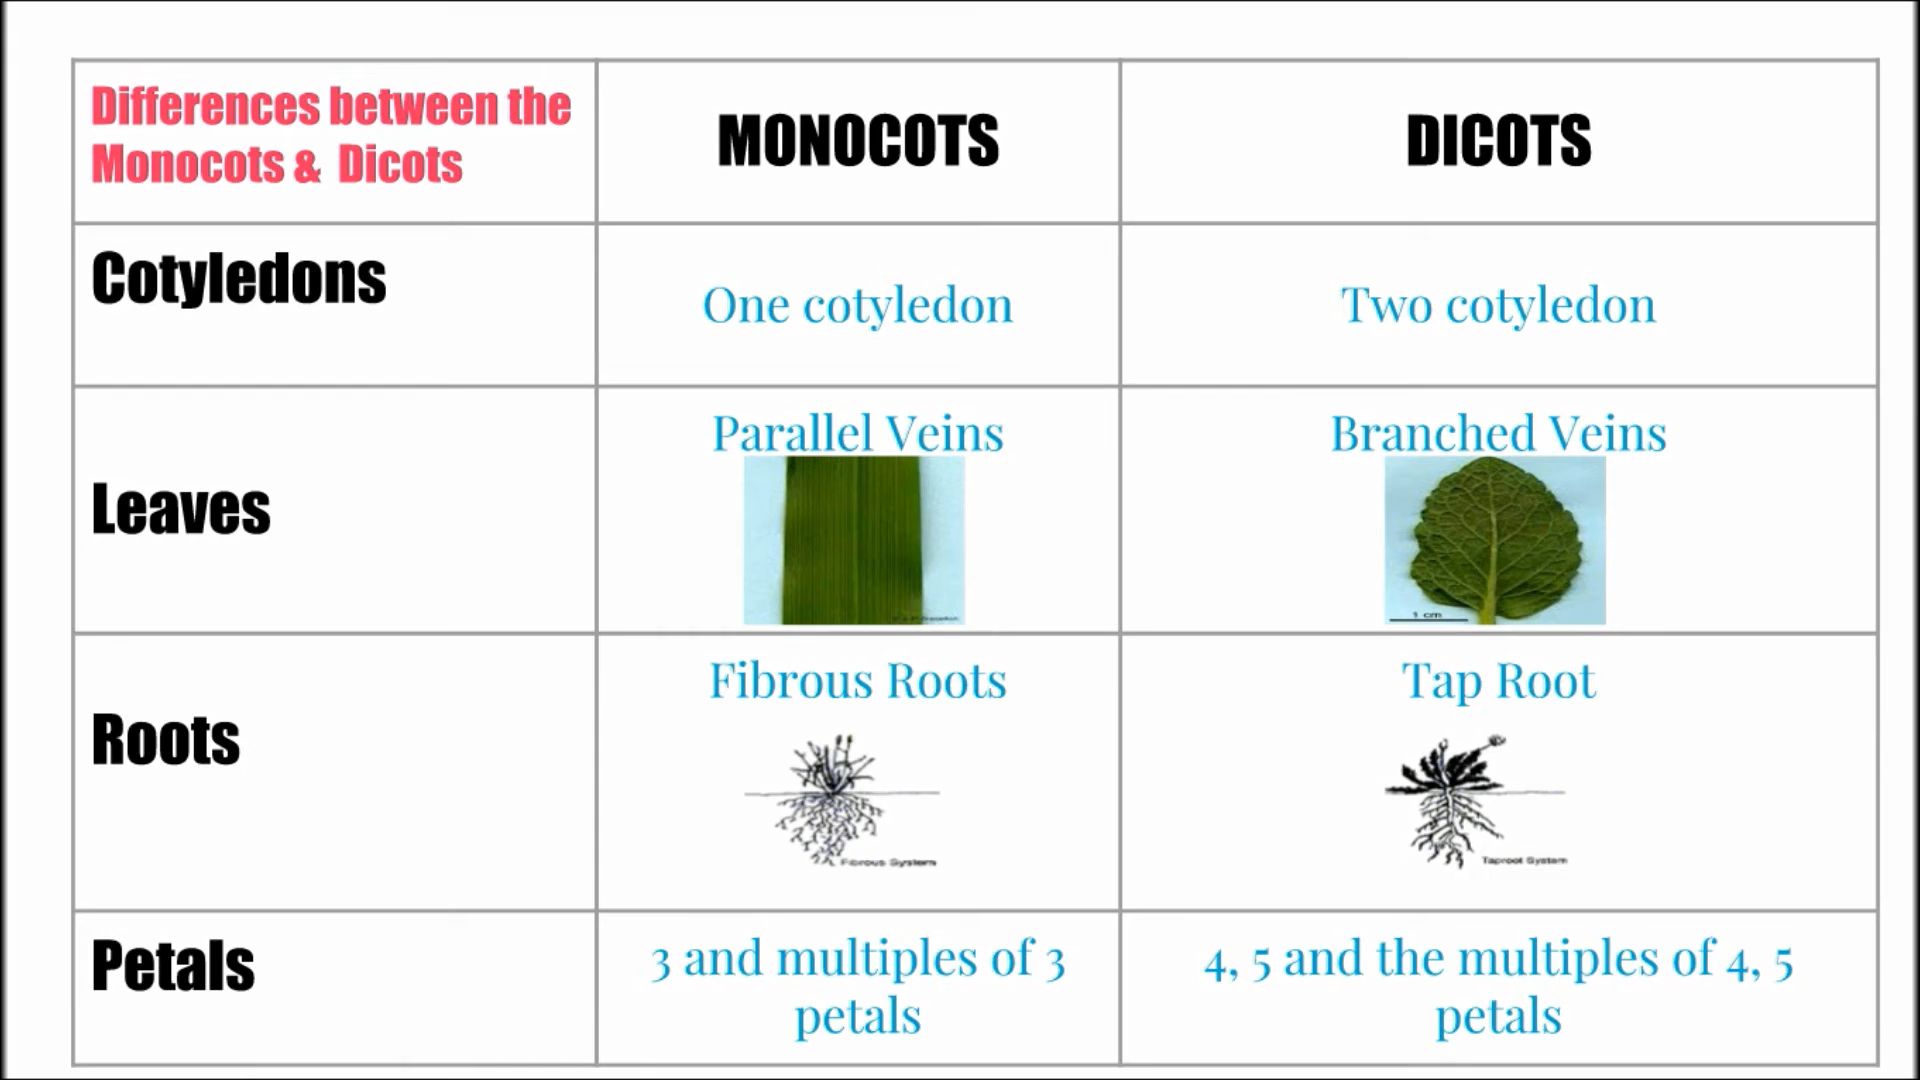 Differences between the
Monocots & Dicots
MONOCOTS
DICOTS
Cotyledons
One cotyledon
Two cotyledon
Leaves
Parallel Veins
Branched Veins
1 cm
Roots
Fibrous Roots
Tap Root
Fibrous System
Taproot System
Petals
3 and multiples of 3
petals
4, 5 and the multiples of 4, 5
petals